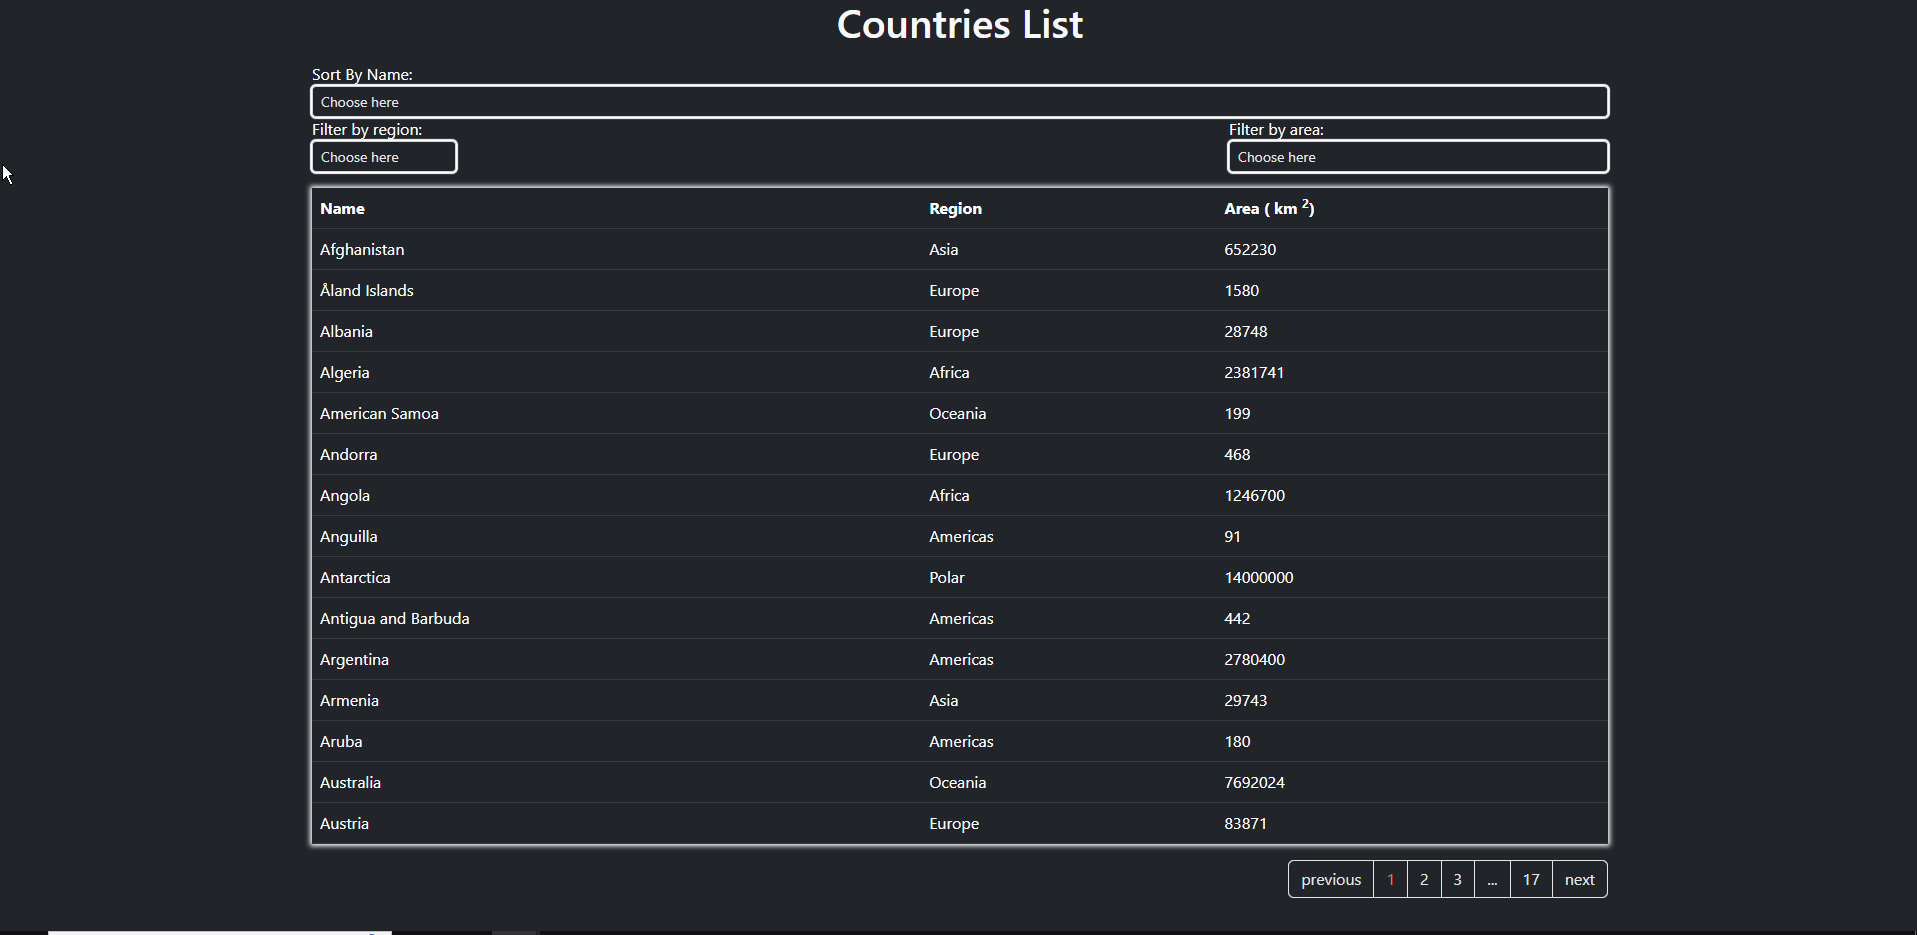 Countries List
Sort By Name:
Choose here
Filter by region: Filter by area:
Choose here Choose here
Name Region Area ( km ²)
Afghanistan Asia 652230
Åland Islands Europe 1580
Albania Europe 28748
Algeria Africa 2381741
American Samoa Oceania 199
Andorra Europe 468
Angola Africa 1246700
Anguilla Americas 91
Antarctica Polar 14000000
Antigua and Barbuda Americas 442
Argentina Americas 2780400
Armenia Asia 29743
Aruba Americas 180
Australia Oceania 7692024
Austria Europe 83871
previous 1 2 3 ... 17 next